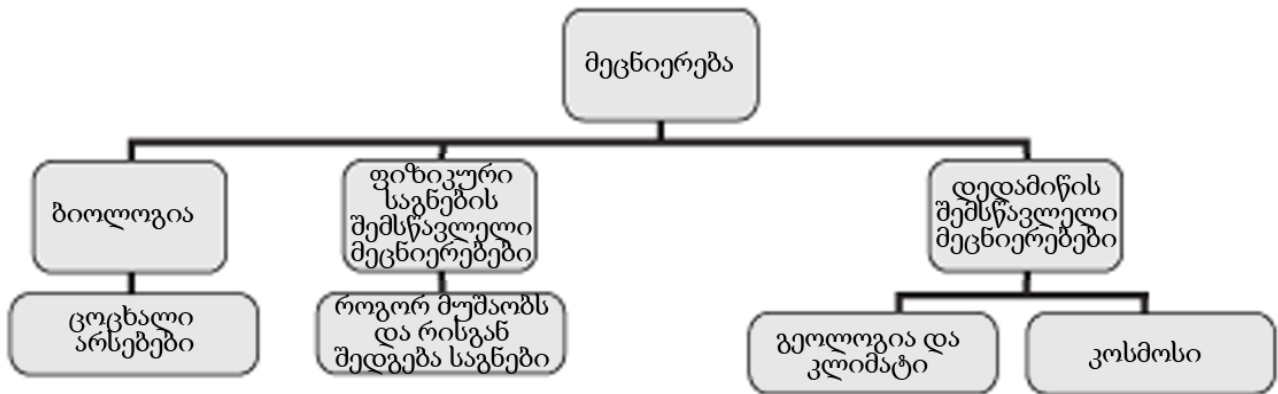 მეცნიერება
ბიოლოგია
ფიზიკური
საგნების
შემსწავლელი
მეცნიერებები
დედამიწის
შემსწავლელი
მეცნიერებები
ცოცხალი
არსებები
როგორ მუშაობს
და რისგან
შედგება საგნები
გეოლოგია და
კლიმატი
კოსმოსი